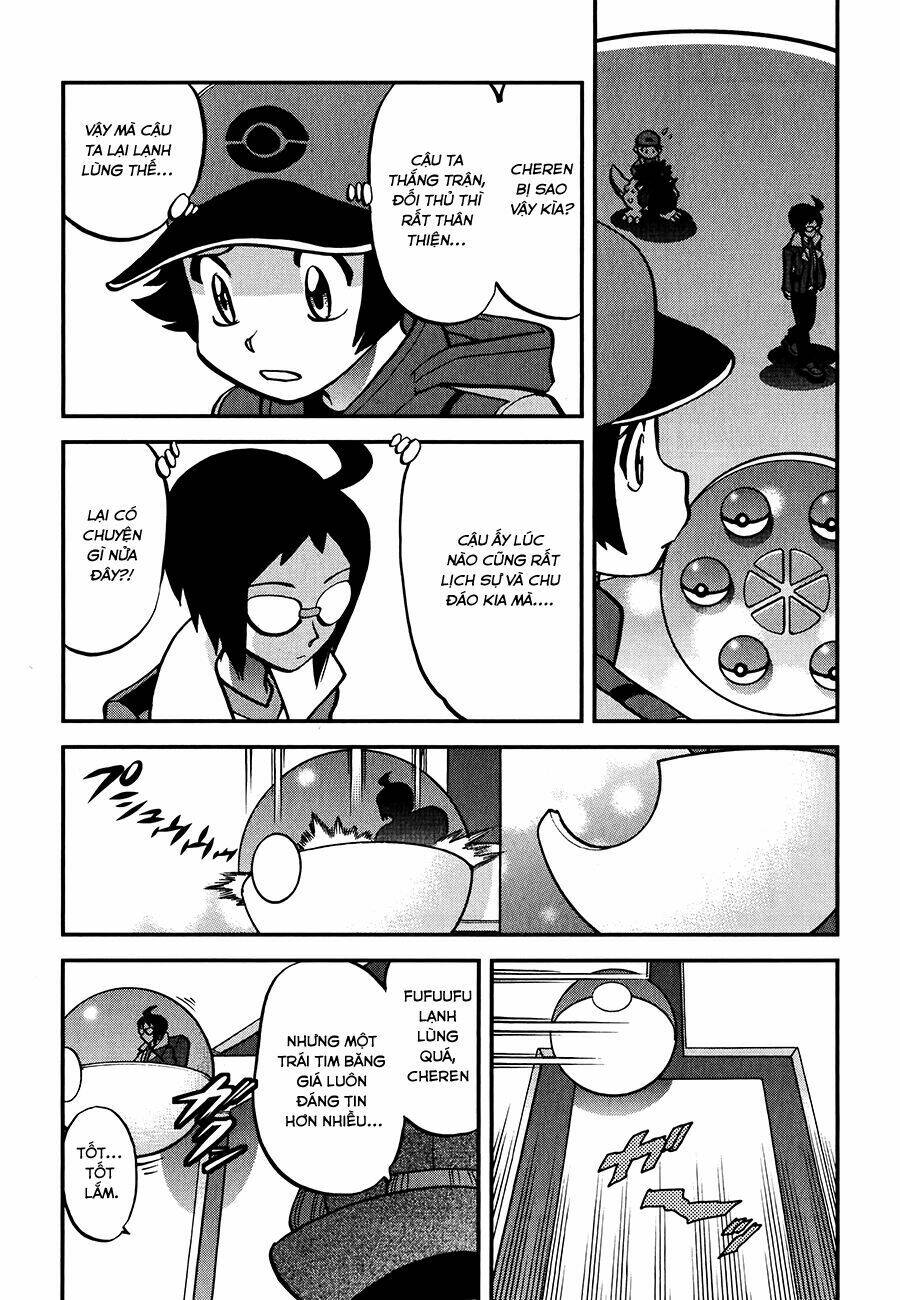 CHEREN
BỊ SAO
VẬY KÌA?
CẬU TA
THẮNG TRẬN,
ĐỐI THỦ THÌ
RẤT THÂN
THIỆN...
VẬY MÀ CẬU
TA LẠI LẠNH
LÙNG THẾ...
CẬU ẤY LÚC
NÀO CŨNG RẤT
LỊCH SỰ VÀ CHU
ĐÁO KIA MÀ....
LẠI CÓ
CHUYỆN
GÌ NỬA
ĐÂY?!
FUFUUFU
LẠNH
LÙNG
QUÁ,
CHEREN
NHƯNG MỘT
TRÁI TIM BĂNG
GIÁ LUÔN
ĐÁNG TIN
HƠN NHIỀU...
TỐT...
TỐT
LẮM.